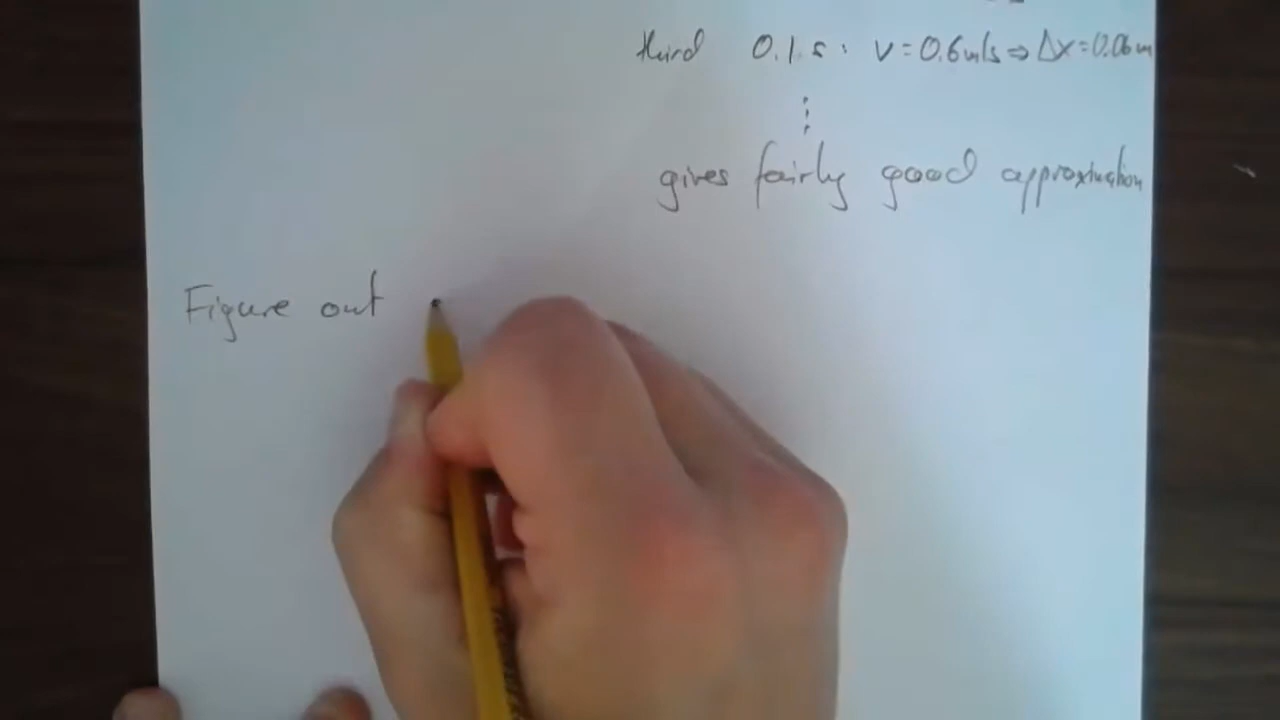 third 0.1 s : v = 0.6 m/s ⇒ Δx = 0.06 m
⋮
gives fairly good approximation
Figure out